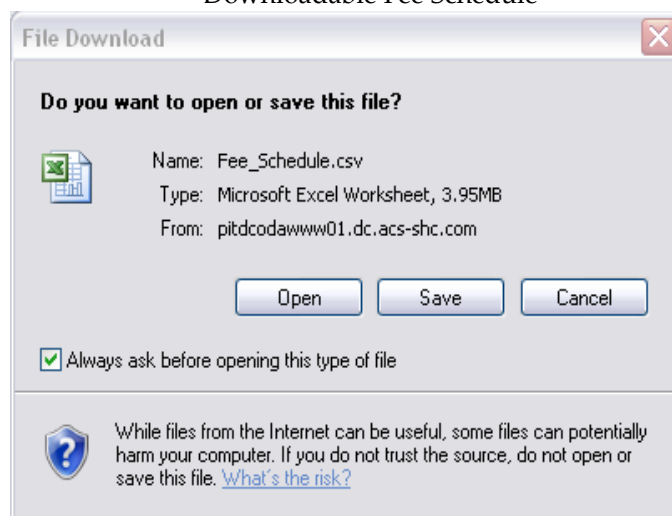 Downloadable Fee Schedule
File Download
Do you want to open or save this file?
Name: Fee_Schedule.csv
Type: Microsoft Excel Worksheet, 3.95MB
From: pitdcodawww01.dc.acs-shc.com
Open Save Cancel
Always ask before opening this type of file
While files from the Internet can be useful, some files can potentially
harm your computer. If you do not trust the source, do not open or
save this file. What's the risk?